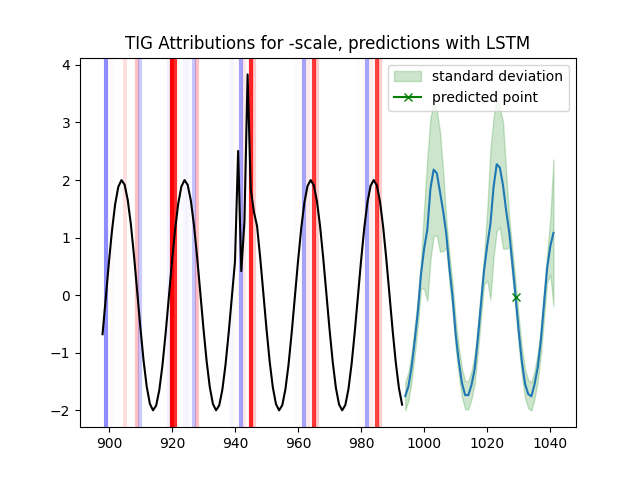 TIG Attributions for -scale, predictions with LSTM
standard deviation
predicted point
4
3
2
1
0
−1
−2
900 920 940 960 980 1000 1020 1040